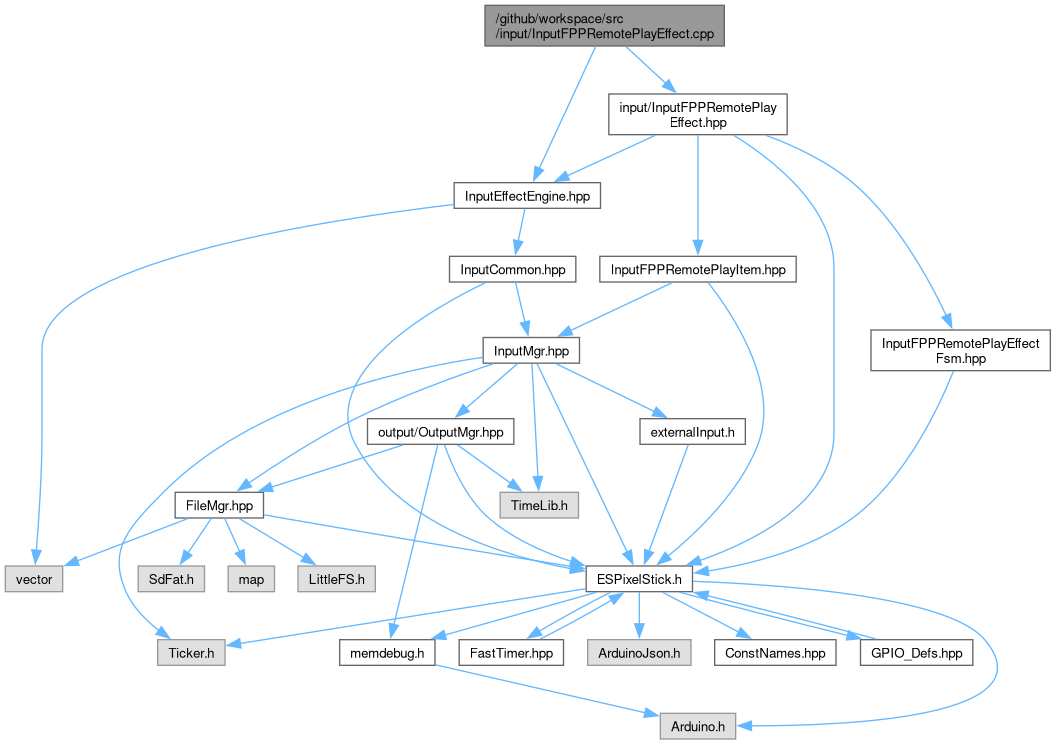 /github/workspace/src
/input/InputFPPRemotePlayEffect.cpp
input/InputFPPRemotePlay
Effect.hpp
InputEffectEngine.hpp
InputCommon.hpp
InputFPPRemotePlayItem.hpp
InputMgr.hpp
InputFPPRemotePlayEffect
Fsm.hpp
output/OutputMgr.hpp
externalInput.h
FileMgr.hpp
TimeLib.h
vector
SdFat.h
map
LittleFS.h
ESPixelStick.h
Ticker.h
memdebug.h
FastTimer.hpp
ArduinoJson.h
ConstNames.hpp
GPIO_Defs.hpp
Arduino.h